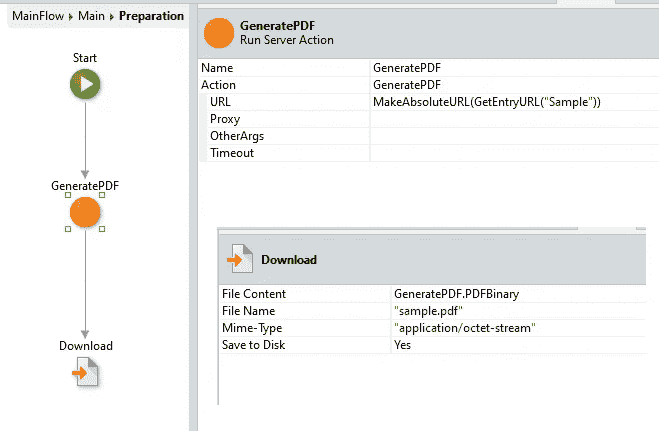 MainFlow Main Preparation
Start
GeneratePDF
Download
GeneratePDF
Run Server Action
Name GeneratePDF
Action GeneratePDF
URL MakeAbsoluteURL(GetEntryURL("Sample"))
Proxy
OtherArgs
Timeout
Download
File Content GeneratePDF.PDFBinary
File Name "sample.pdf"
Mime-Type "application/octet-stream"
Save to Disk Yes